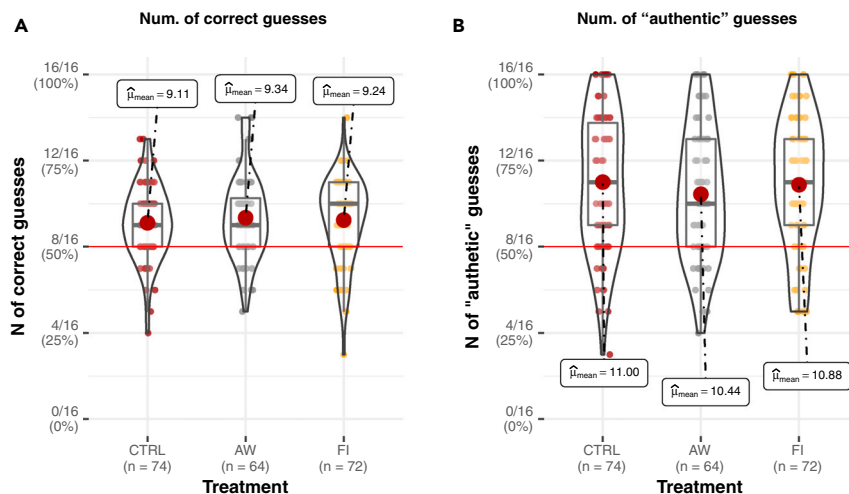 A
Num. of correct guesses
N of correct guesses
16/16
(100%)
12/16
(75%)
8/16
(50%)
4/16
(25%)
0/16
(0%)
μ̂mean = 9.11
μ̂mean = 9.34
μ̂mean = 9.24
CTRL
(n = 74)
AW
(n = 64)
FI
(n = 72)
Treatment
B
Num. of “authentic” guesses
N of "authetic" guesses
16/16
(100%)
12/16
(75%)
8/16
(50%)
4/16
(25%)
0/16
(0%)
μ̂mean = 11.00
μ̂mean = 10.44
μ̂mean = 10.88
CTRL
(n = 74)
AW
(n = 64)
FI
(n = 72)
Treatment